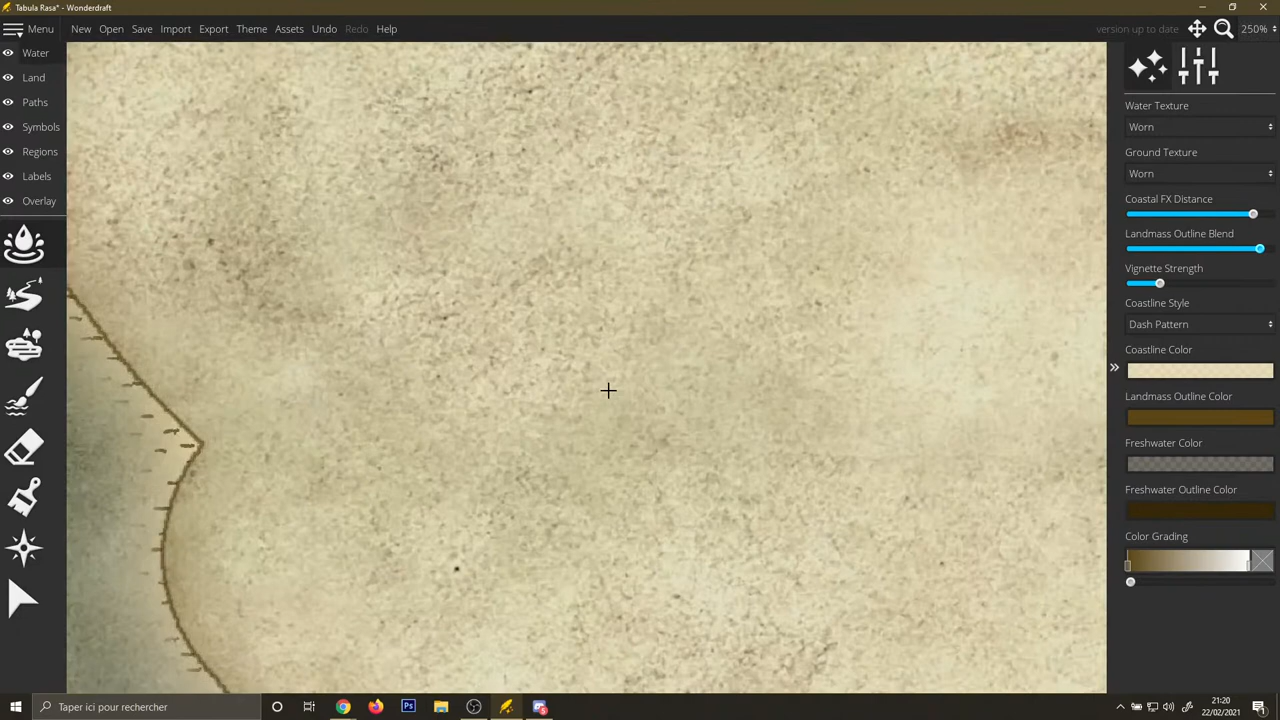 Tabula Rasa* - Wonderdraft
Menu New Open Save Import Export Theme Assets Undo Redo Help version up to date 250%
Water
Land
Paths
Symbols
Regions
Labels
Overlay
Water Texture
Worn
Ground Texture
Worn
Coastal FX Distance
Landmass Outline Blend
Vignette Strength
Coastline Style
Dash Pattern
Coastline Color
Landmass Outline Color
Freshwater Color
Freshwater Outline Color
Color Grading
Taper ici pour rechercher
Ps
21:20
22/02/2021